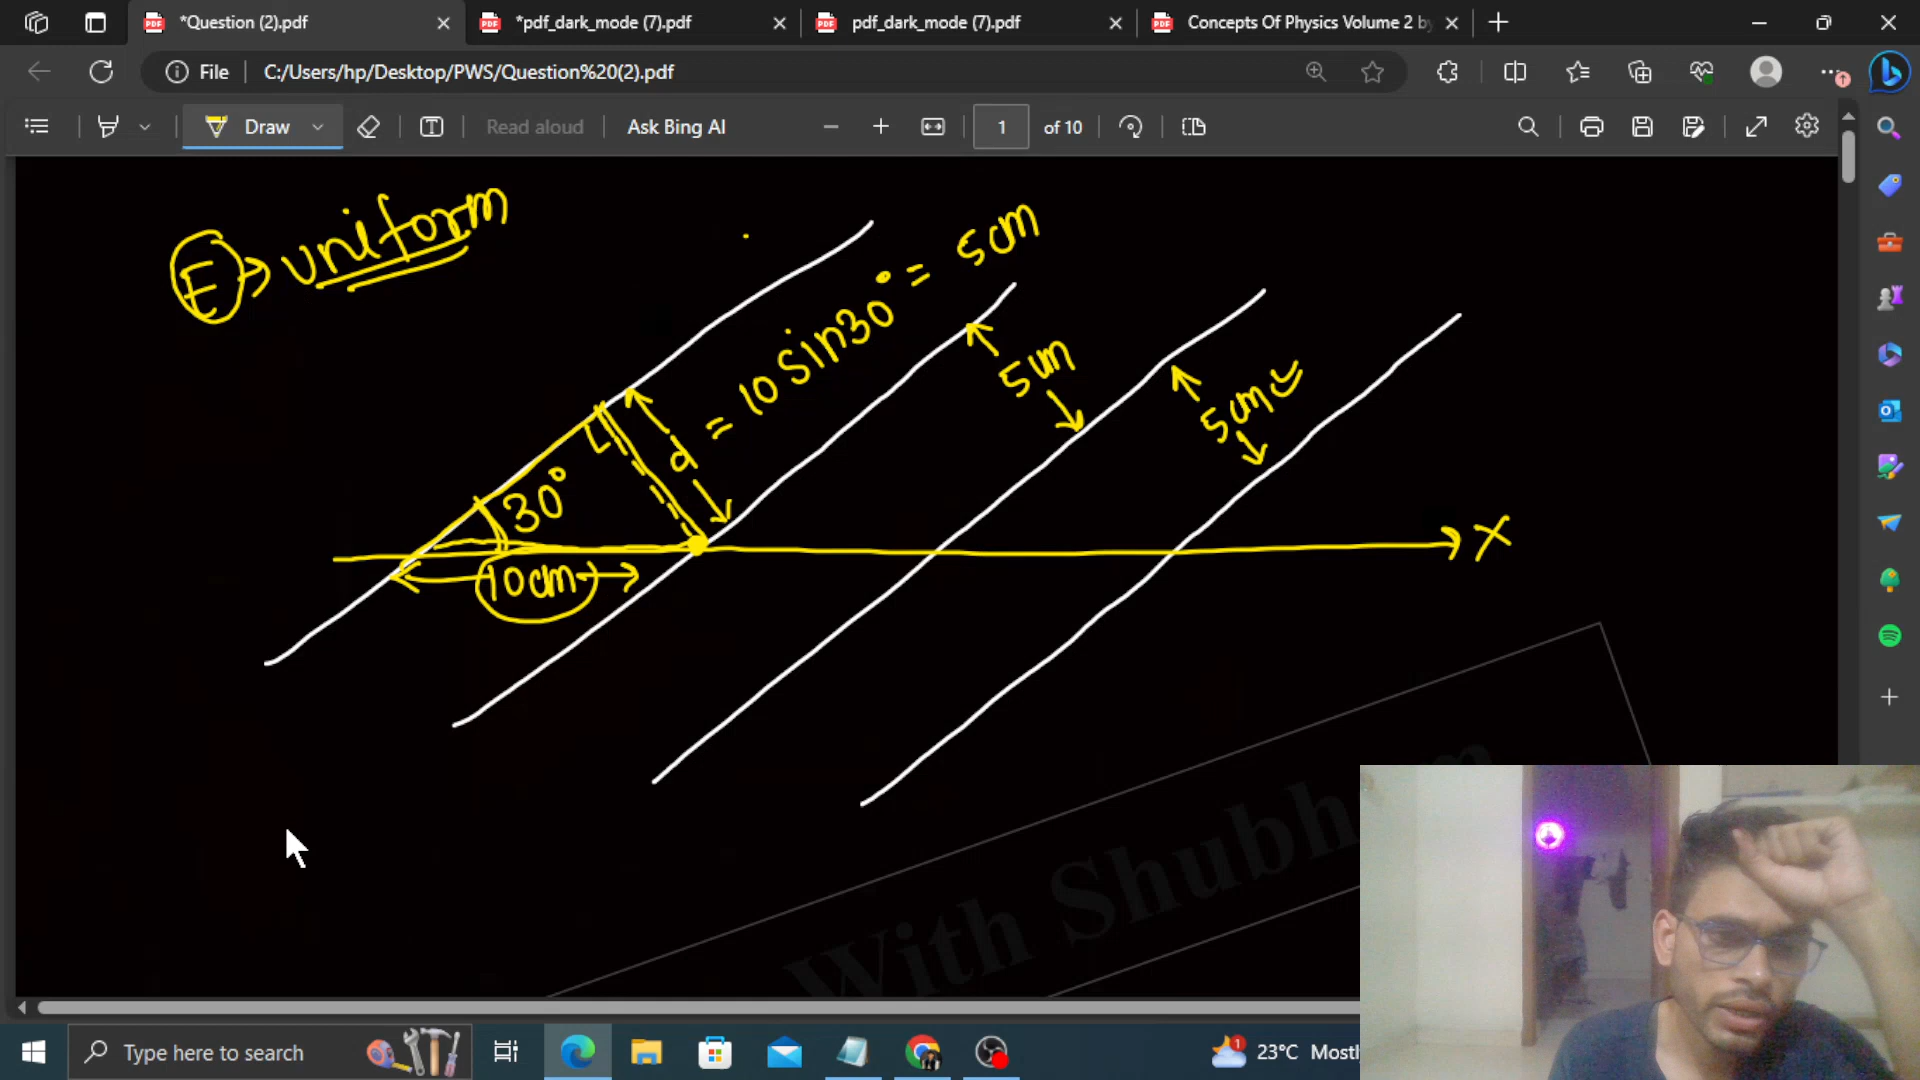 *Question (2).pdf
*pdf_dark_mode (7).pdf
pdf_dark_mode (7).pdf
Concepts Of Physics Volume 2 by
File
C:/Users/hp/Desktop/PWS/Question%20(2).pdf
Draw
Read aloud
Ask Bing AI
1
of 10
E → uniform
d = 10 sin30° = 5cm
5cm
5cm
30°
10cm
X
With Shubh
Type here to search
1
23°C Mostl